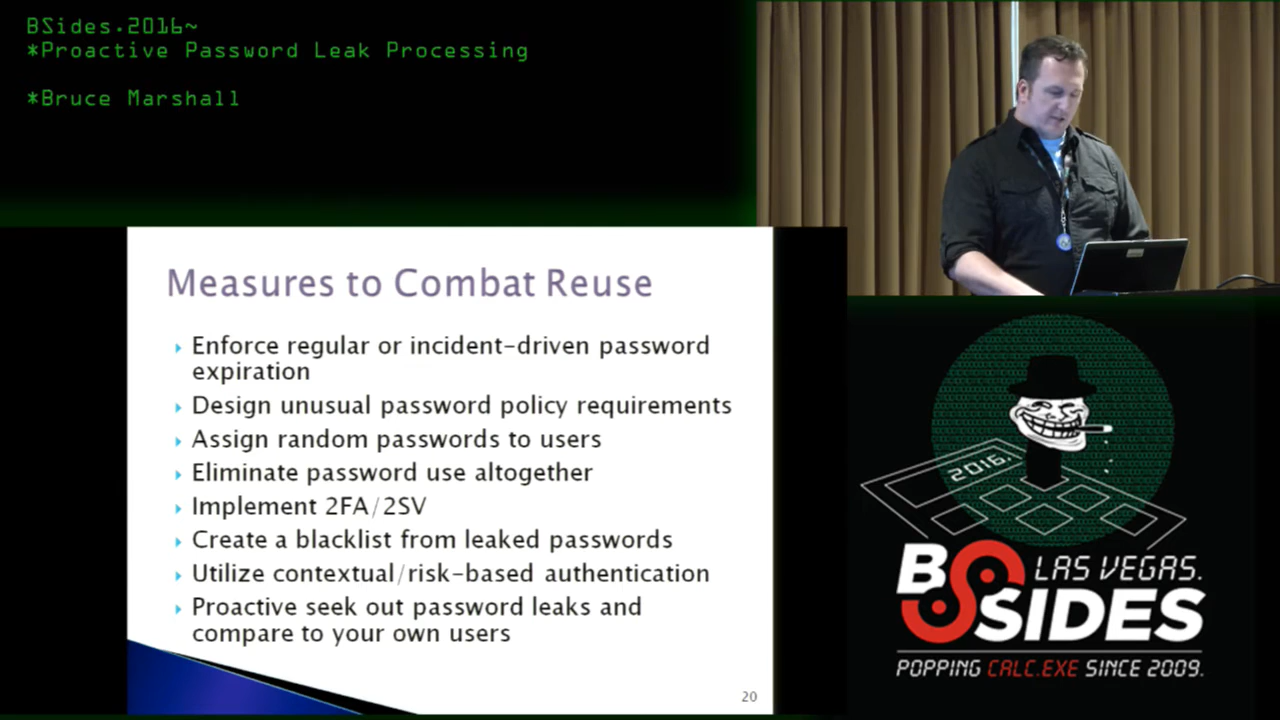 BSides.2016~
*Proactive Password Leak Processing
*Bruce Marshall
Measures to Combat Reuse
Enforce regular or incident-driven password
expiration
Design unusual password policy requirements
Assign random passwords to users
Eliminate password use altogether
Implement 2FA/2SV
Create a blacklist from leaked passwords
Utilize contextual/risk-based authentication
Proactive seek out password leaks and
compare to your own users
20
2016.
BSIDES
LAS VEGAS.
POPPING CALC.EXE SINCE 2009.